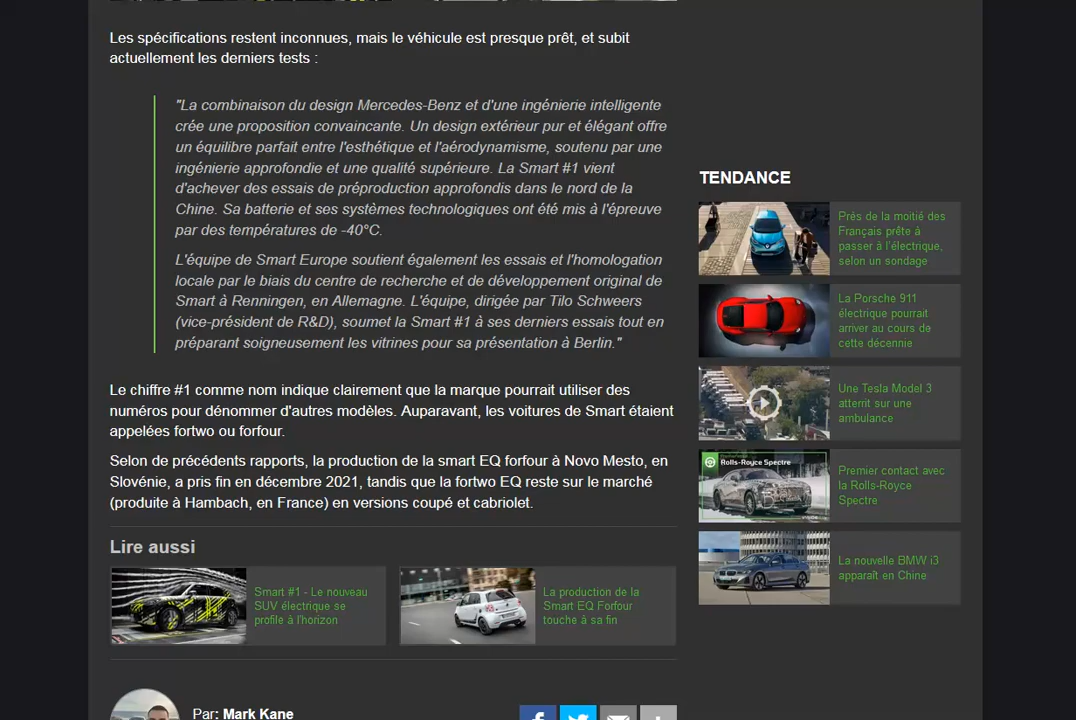 Les spécifications restent inconnues, mais le véhicule est presque prêt, et subit
actuellement les derniers tests :
"La combinaison du design Mercedes-Benz et d'une ingénierie intelligente
crée une proposition convaincante. Un design extérieur pur et élégant offre
un équilibre parfait entre l'esthétique et l'aérodynamisme, soutenu par une
ingénierie approfondie et une qualité supérieure. La Smart #1 vient
d'achever des essais de préproduction approfondis dans le nord de la
Chine. Sa batterie et ses systèmes technologiques ont été mis à l'épreuve
par des températures de -40°C.
L'équipe de Smart Europe soutient également les essais et l'homologation
locale par le biais du centre de recherche et de développement original de
Smart à Renningen, en Allemagne. L'équipe, dirigée par Tilo Schweers
(vice-président de R&D), soumet la Smart #1 à ses derniers essais tout en
préparant soigneusement les vitrines pour sa présentation à Berlin."
Le chiffre #1 comme nom indique clairement que la marque pourrait utiliser des
numéros pour dénommer d'autres modèles. Auparavant, les voitures de Smart étaient
appelées fortwo ou forfour.
Selon de précédents rapports, la production de la smart EQ forfour à Novo Mesto, en
Slovénie, a pris fin en décembre 2021, tandis que la fortwo EQ reste sur le marché
(produite à Hambach, en France) en versions coupé et cabriolet.
Lire aussi
Smart #1 - Le nouveau
SUV électrique se
profile à l'horizon
La production de la
Smart EQ Forfour
touche à sa fin
Par: Mark Kane
TENDANCE
Près de la moitié des
Français prête à
passer à l'électrique,
selon un sondage
La Porsche 911
électrique pourrait
arriver au cours de
cette décennie
Une Tesla Model 3
atterrit sur une
ambulance
Rolls-Royce Spectre
Premier contact avec
la Rolls-Royce
Spectre
La nouvelle BMW i3
apparaît en Chine